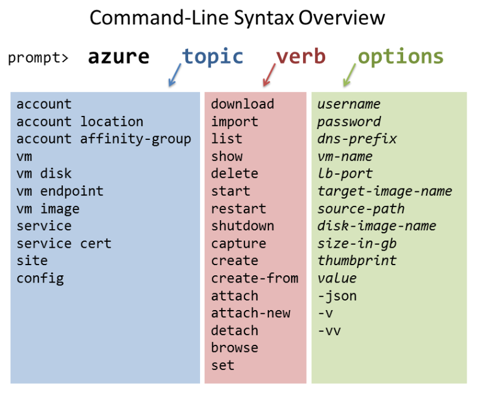 Command-Line Syntax Overview
prompt> azure topic verb options
account
account location
account affinity-group
vm
vm disk
vm endpoint
vm image
service
service cert
site
config
download
import
list
show
delete
start
restart
shutdown
capture
create
create-from
attach
attach-new
detach
browse
set
username
password
dns-prefix
vm-name
lb-port
target-image-name
source-path
disk-image-name
size-in-gb
thumbprint
value
-json
-v
-vv